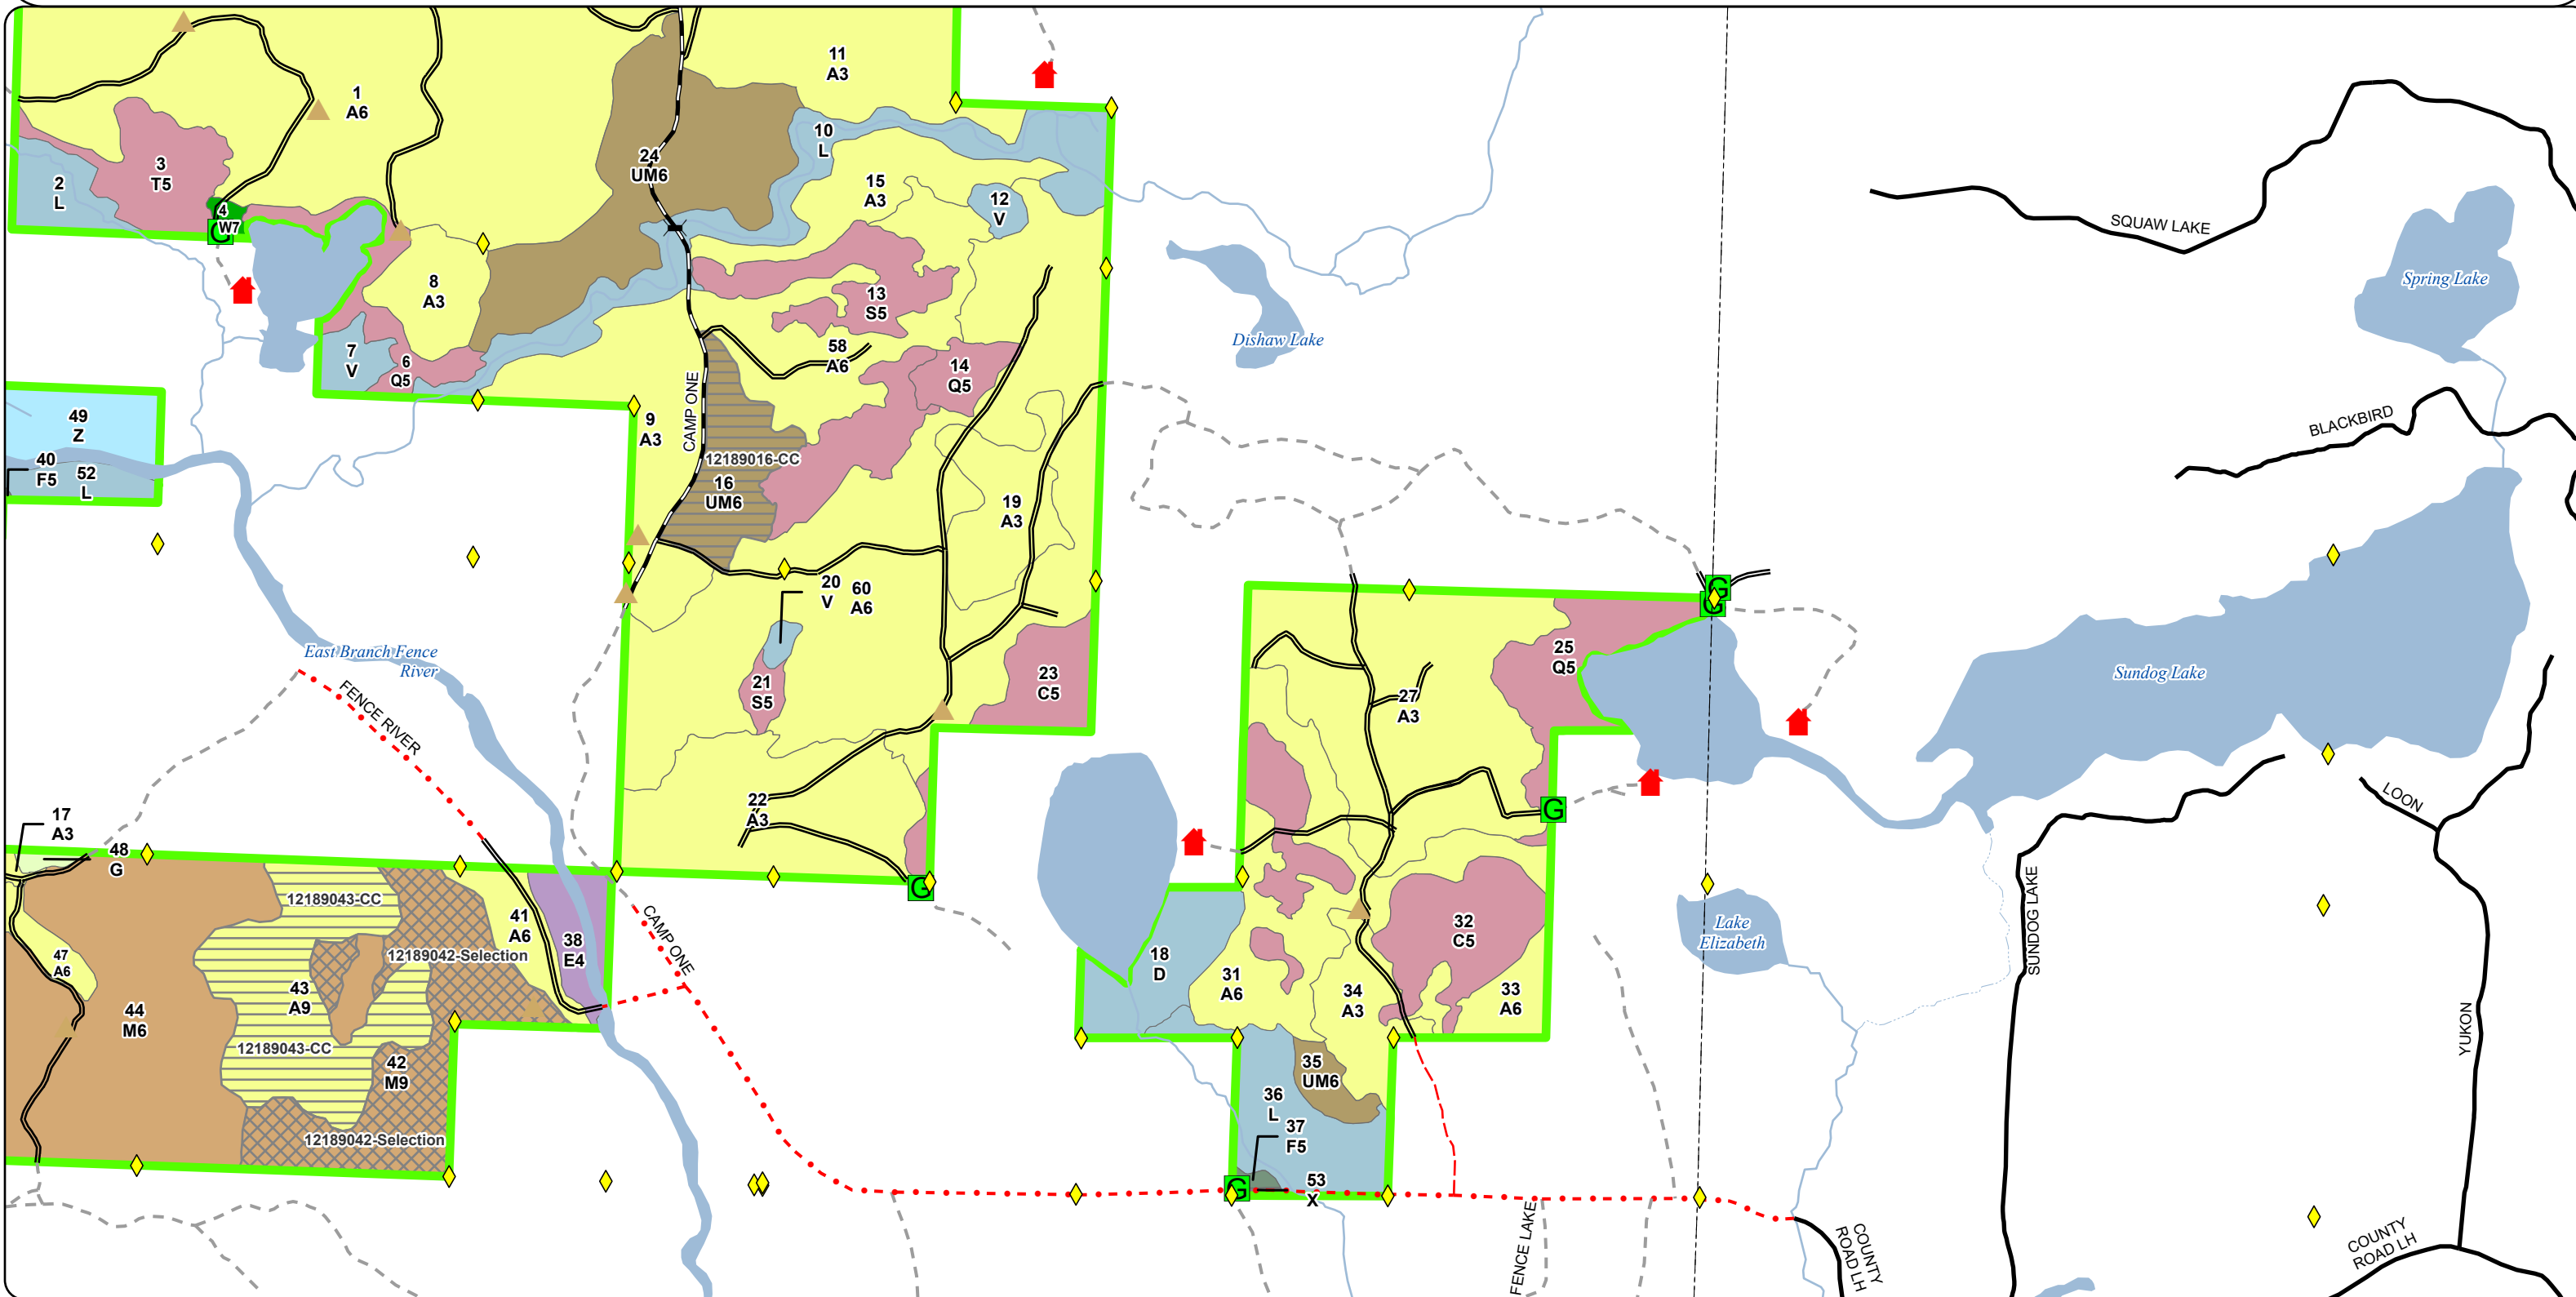 11
A3
1
A6
10
L
24
UM6
3
T5
2
L
15
A3
12
V
4
W7
G
SQUAW LAKE
Spring Lake
8
A3
13
S5
Dishaw Lake
7
V
6
Q5
58
A6
14
Q5
CAMP ONE
49
Z
9
A3
BLACKBIRD
40
F5
52
L
12189016-CC
16
UM6
19
A3
20
V
60
A6
G
G
East Branch Fence
River
25
Q5
Sundog Lake
21
S5
23
C5
27
A3
FENCE RIVER
LOON
22
A3
G
17
A3
48
G
G
12189043-CC
SUNDOG LAKE
41
A6
38
E4
CAMP ONE
32
C5
Lake
Elizabeth
47
A6
12189042-Selection
18
D
31
A6
43
A9
34
A3
33
A6
44
M6
YUKON
12189043-CC
42
M9
35
UM6
36
L
37
F5
12189042-Selection
G
53
X
FENCE LAKE
COUNTY
ROAD LH
COUNTY
ROAD LH